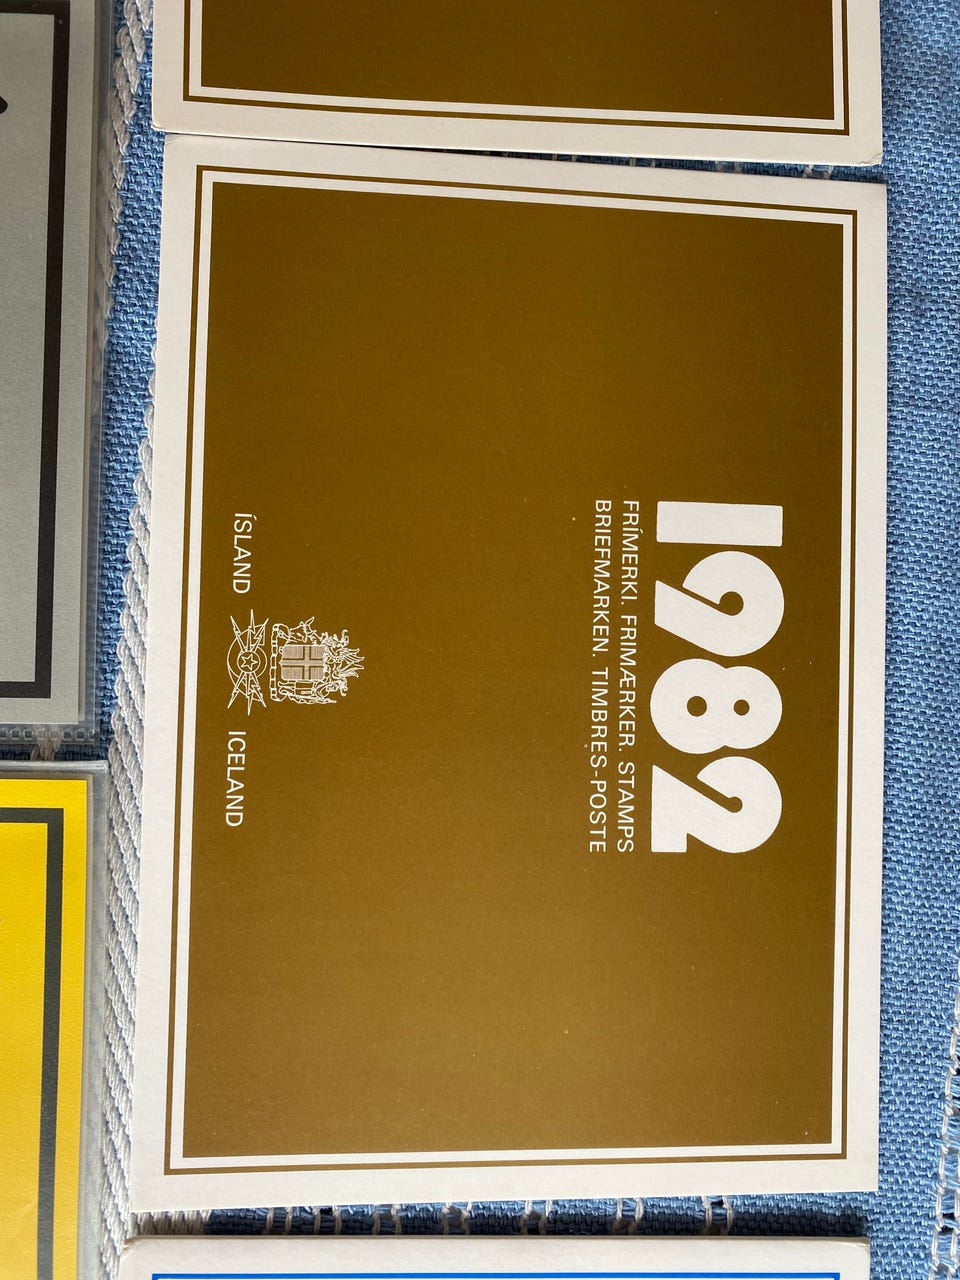 1982
FRÍMERKI. FRIMÆRKER. STAMPS
BRIEFMARKEN TIMBRES-POSTE
ÍSLAND ICELAND